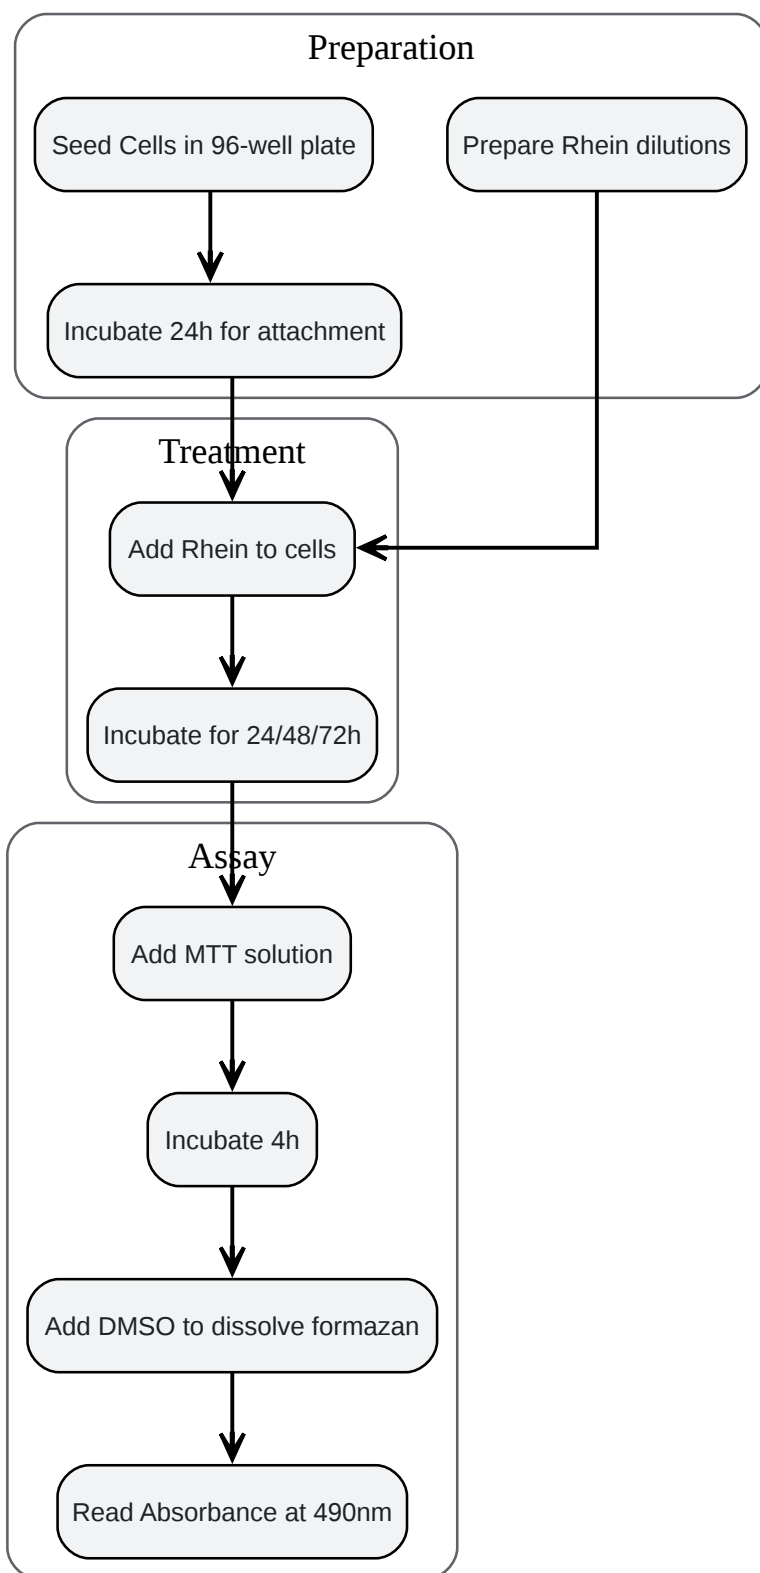 Preparation
Seed Cells in 96-well plate
Prepare Rhein dilutions
Incubate 24h for attachment
Treatment
Add Rhein to cells
Incubate for 24/48/72h
Assay
Add MTT solution
Incubate 4h
Add DMSO to dissolve formazan
Read Absorbance at 490nm